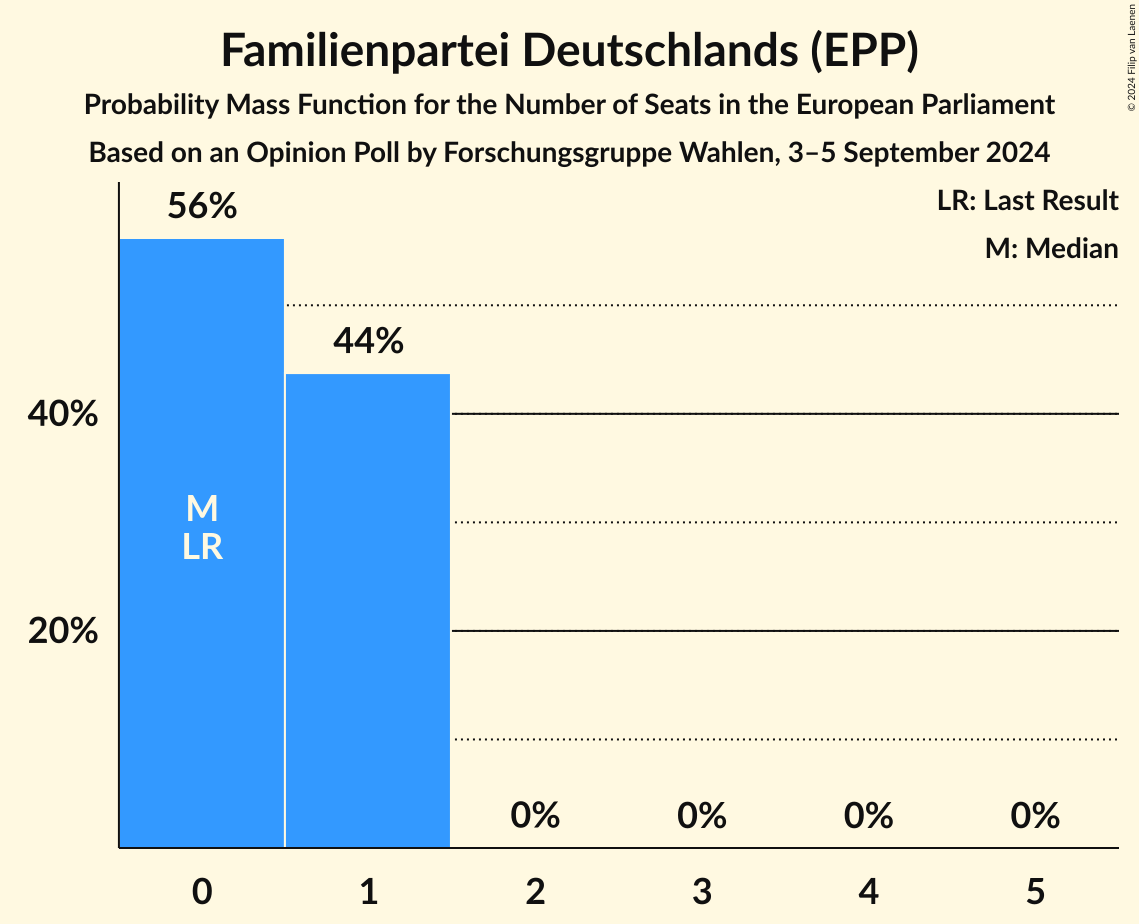 Familienpartei Deutschlands (EPP)
Probability Mass Function for the Number of Seats in the European Parliament
Based on an Opinion Poll by Forschungsgruppe Wahlen, 3–5 September 2024
© 2024 Filip van Laenen
LR: Last Result
M: Median
56%
44%
40%
M
LR
20%
0% 0% 0% 0%
0 1 2 3 4 5